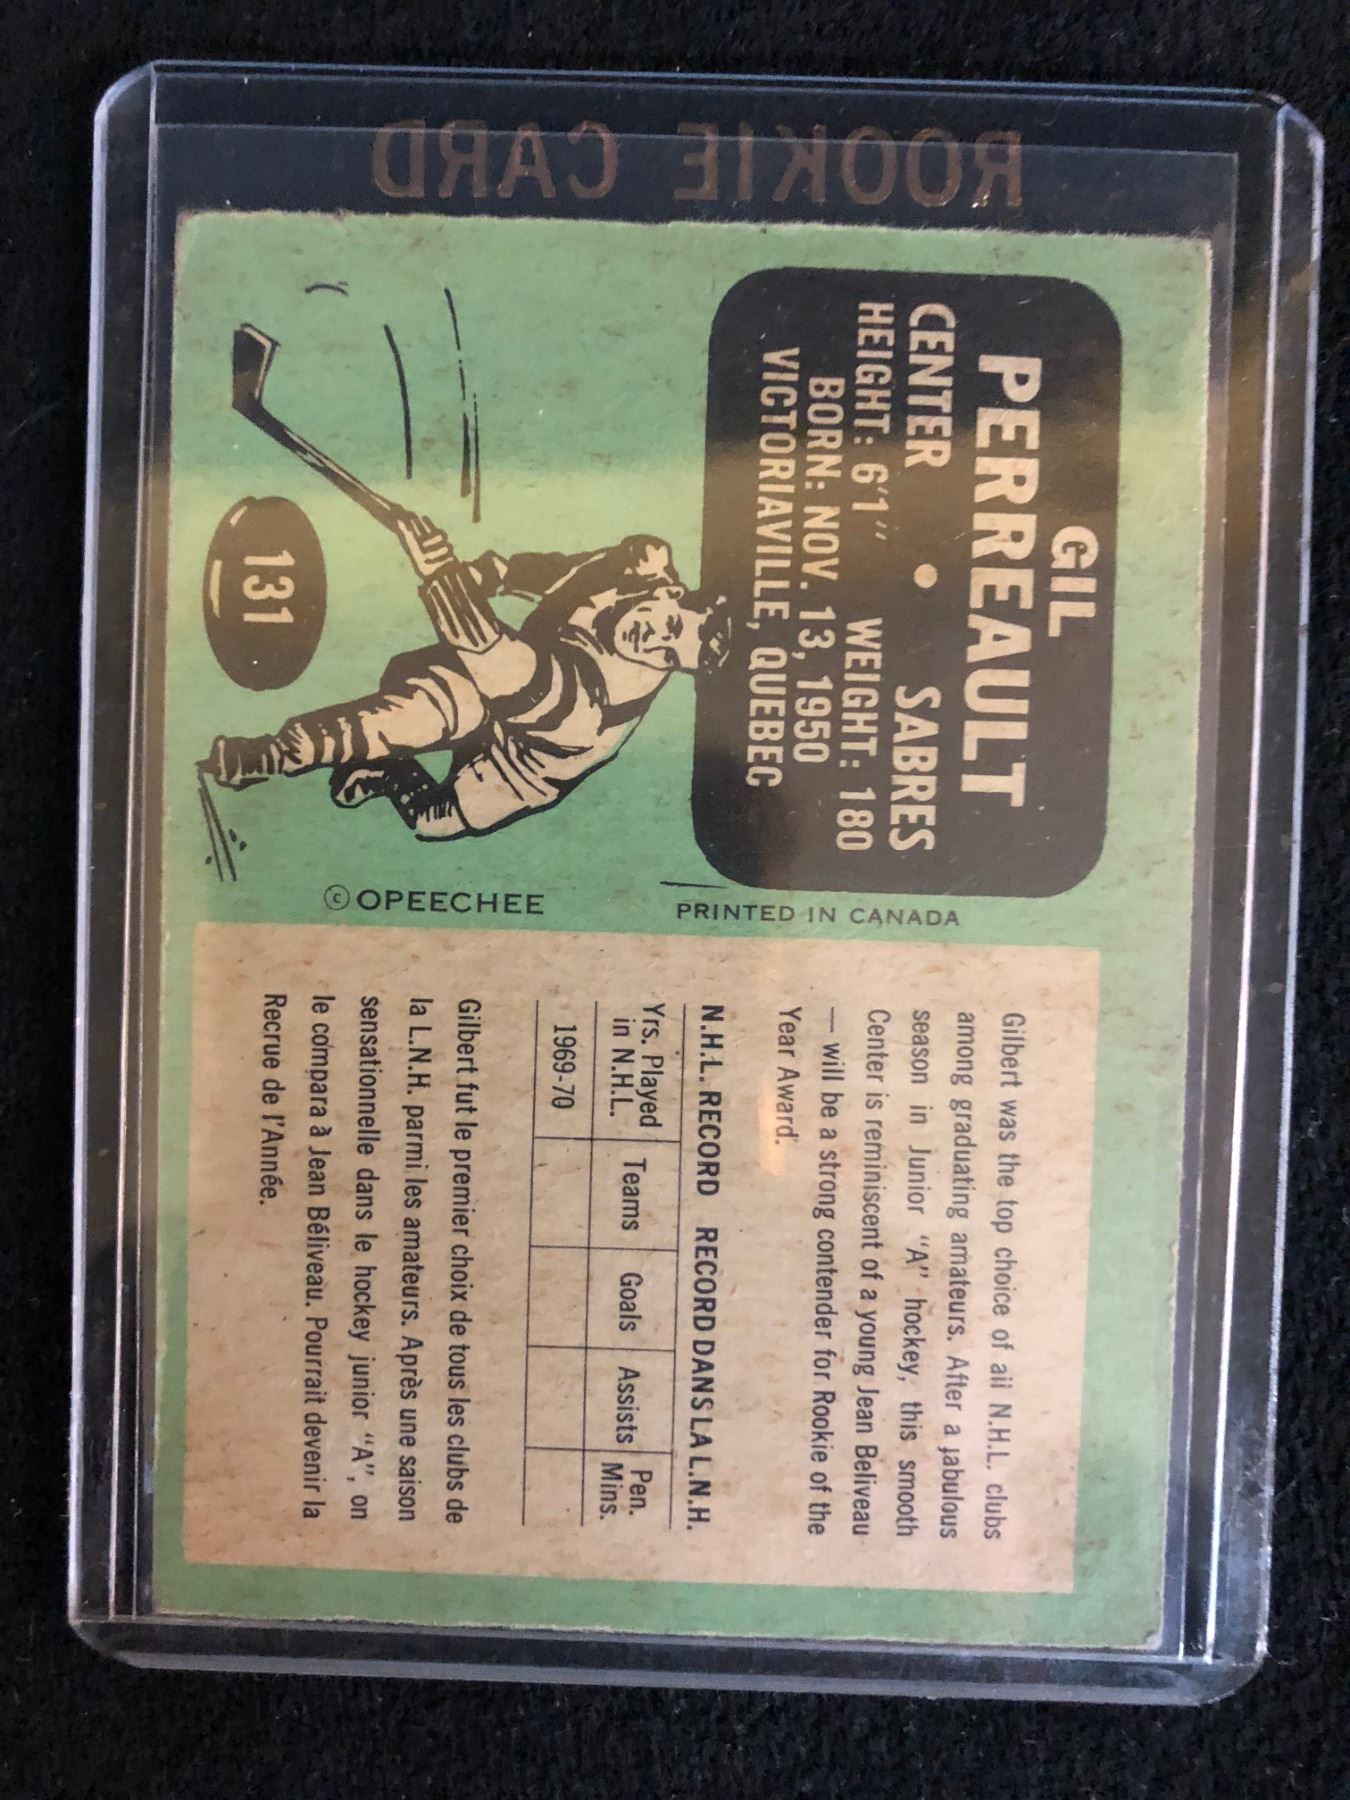 ROOKIE CARD
GIL
PERREAULT
CENTER • SABRES
HEIGHT: 6'1" WEIGHT: 180
BORN: NOV. 13, 1950
VICTORIAVILLE, QUEBEC
131
© OPEECHEE
PRINTED IN CANADA
Gilbert was the top choice of all N.H.L. clubs
among graduating amateurs. After a fabulous
season in Junior "A" hockey, this smooth
Center is reminiscent of a young Jean Beliveau
— will be a strong contender for Rookie of the
Year Award.
N.H.L. RECORD RECORD DANS LA L.N.H.
Yrs. Played in N.H.L. Teams Goals Assists Pen. Mins.
1969-70
Gilbert fut le premier choix de tous les clubs de
la L.N.H. parmi les amateurs. Après une saison
sensationnelle dans le hockey junior "A", on
le compara à Jean Béliveau. Pourrait devenir la
Recrue de l'Année.